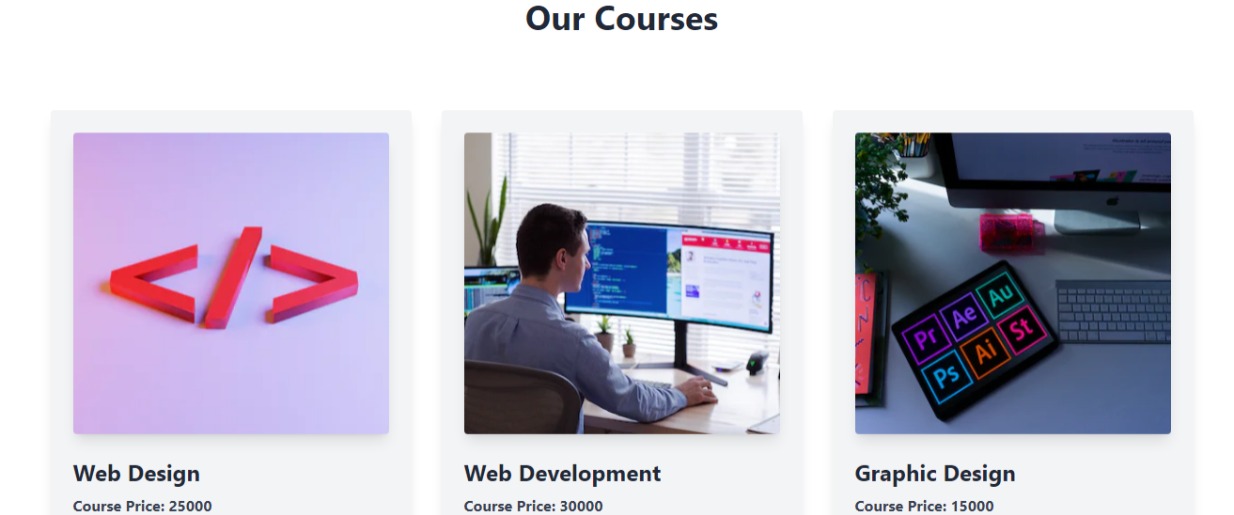 Our Courses
Pr Ae Au
Ps Ai St
Web Design
Web Development
Graphic Design
Course Price: 25000
Course Price: 30000
Course Price: 15000